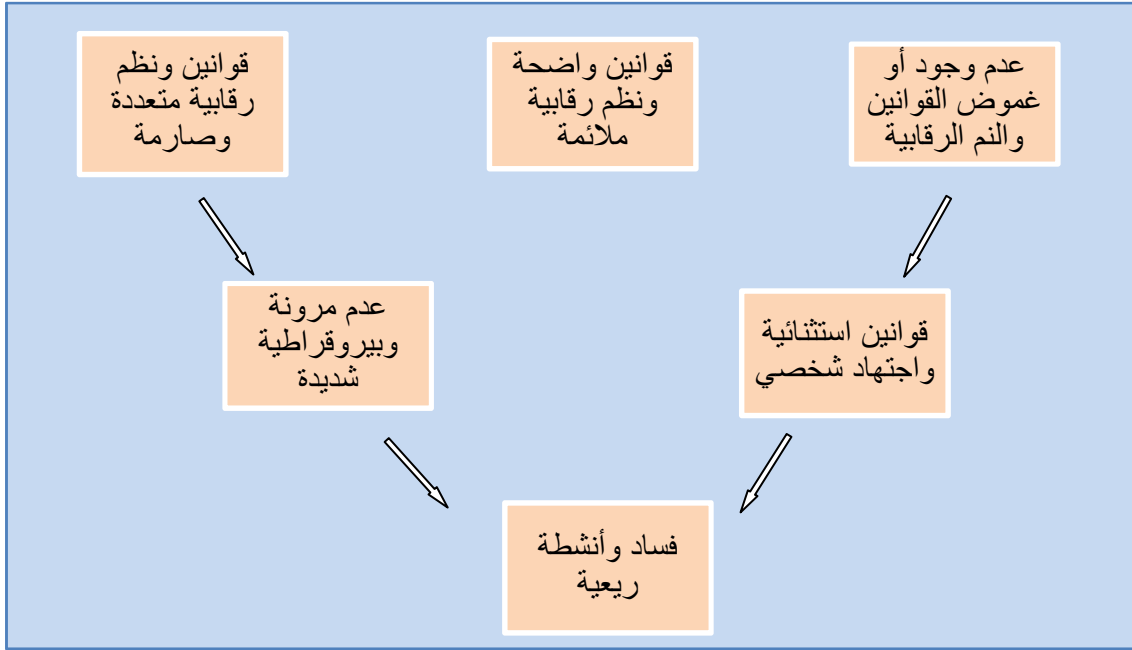 عدم وجود أو
غموض القوانين
والنم الرقابية
قوانين واضحة
ونظم رقابية
ملائمة
قوانين ونظم
رقابية متعددة
وصارمة
قوانين استثنائية
واجتهاد شخصي
عدم مرونة
وبيروقراطية
شديدة
فساد وأنشطة
ريعية